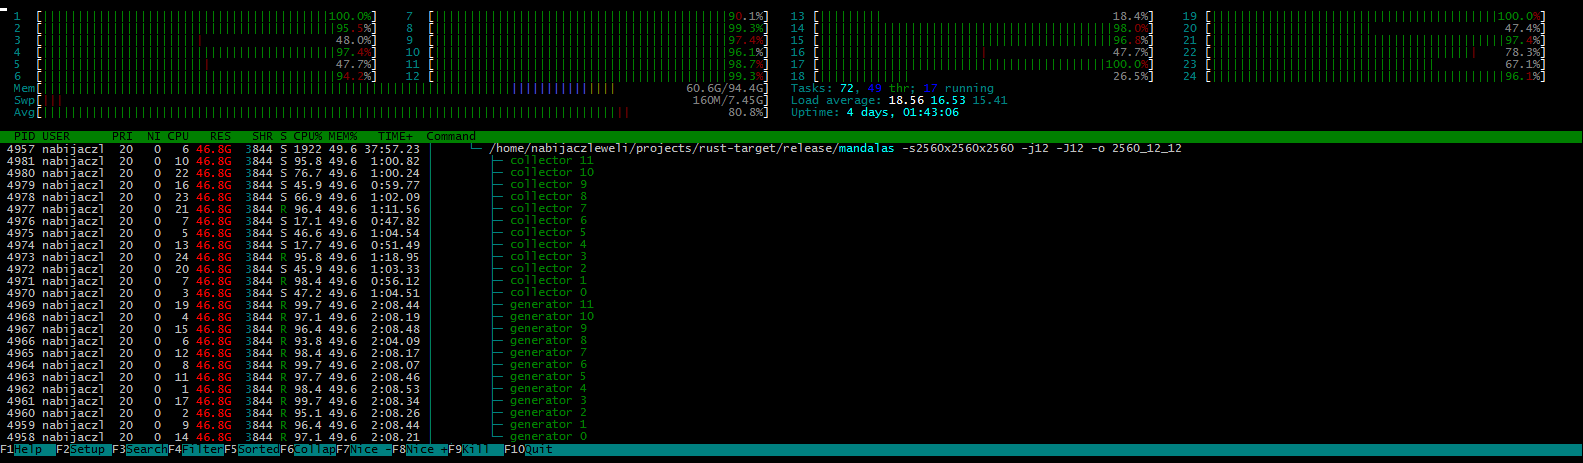 1 [100.0%] 7 [90.1%] 13 [18.4%] 19 [100.0%]
2 [95.5%] 8 [99.3%] 14 [98.0%] 20 [47.4%]
3 [48.0%] 9 [97.4%] 15 [96.8%] 21 [97.4%]
4 [97.4%] 10 [96.1%] 16 [47.7%] 22 [78.3%]
5 [47.7%] 11 [98.7%] 17 [100.0%] 23 [67.1%]
6 [94.2%] 12 [99.3%] 18 [26.5%] 24 [96.1%]
Mem[60.6G/94.4G] Tasks: 72, 49 thr; 17 running
Swp[160M/7.45G] Load average: 18.56 16.53 15.41
Avg[80.8%] Uptime: 4 days, 01:43:06
PID USER PRI NI CPU RES SHR S CPU% MEM% TIME+ Command
4957 nabijaczl 20 0 6 46.8G 3844 S 1922 49.6 37:57.23 /home/nabijaczleweli/projects/rust-target/release/mandalas -s2560x2560x2560 -j12 -J12 -o 2560_12_12
4981 nabijaczl 20 0 10 46.8G 3844 S 95.8 49.6 1:00.82 collector 11
4980 nabijaczl 20 0 22 46.8G 3844 S 76.7 49.6 1:00.24 collector 10
4979 nabijaczl 20 0 16 46.8G 3844 S 45.9 49.6 0:59.77 collector 9
4978 nabijaczl 20 0 23 46.8G 3844 S 66.9 49.6 1:02.09 collector 8
4977 nabijaczl 20 0 21 46.8G 3844 R 96.4 49.6 1:11.56 collector 7
4976 nabijaczl 20 0 7 46.8G 3844 S 17.1 49.6 0:47.82 collector 6
4975 nabijaczl 20 0 5 46.8G 3844 S 46.6 49.6 1:04.54 collector 5
4974 nabijaczl 20 0 13 46.8G 3844 S 17.7 49.6 0:51.49 collector 4
4973 nabijaczl 20 0 24 46.8G 3844 R 95.8 49.6 1:18.95 collector 3
4972 nabijaczl 20 0 20 46.8G 3844 S 45.9 49.6 1:03.33 collector 2
4971 nabijaczl 20 0 7 46.8G 3844 R 98.4 49.6 0:56.12 collector 1
4970 nabijaczl 20 0 3 46.8G 3844 S 47.2 49.6 1:04.51 collector 0
4969 nabijaczl 20 0 19 46.8G 3844 R 99.7 49.6 2:08.44 generator 11
4968 nabijaczl 20 0 4 46.8G 3844 R 97.1 49.6 2:08.19 generator 10
4967 nabijaczl 20 0 15 46.8G 3844 R 96.4 49.6 2:08.48 generator 9
4966 nabijaczl 20 0 6 46.8G 3844 R 93.8 49.6 2:04.09 generator 8
4965 nabijaczl 20 0 12 46.8G 3844 R 98.4 49.6 2:08.17 generator 7
4964 nabijaczl 20 0 8 46.8G 3844 R 99.7 49.6 2:08.07 generator 6
4963 nabijaczl 20 0 11 46.8G 3844 R 97.7 49.6 2:08.46 generator 5
4962 nabijaczl 20 0 1 46.8G 3844 R 98.4 49.6 2:08.53 generator 4
4961 nabijaczl 20 0 17 46.8G 3844 R 99.7 49.6 2:08.34 generator 3
4960 nabijaczl 20 0 2 46.8G 3844 R 95.1 49.6 2:08.26 generator 2
4959 nabijaczl 20 0 9 46.8G 3844 R 96.4 49.6 2:08.44 generator 1
4958 nabijaczl 20 0 14 46.8G 3844 R 97.1 49.6 2:08.21 generator 0
F1Help F2Setup F3SearchF4FilterF5SortedF6CollapF7Nice -F8Nice +F9Kill F10Quit